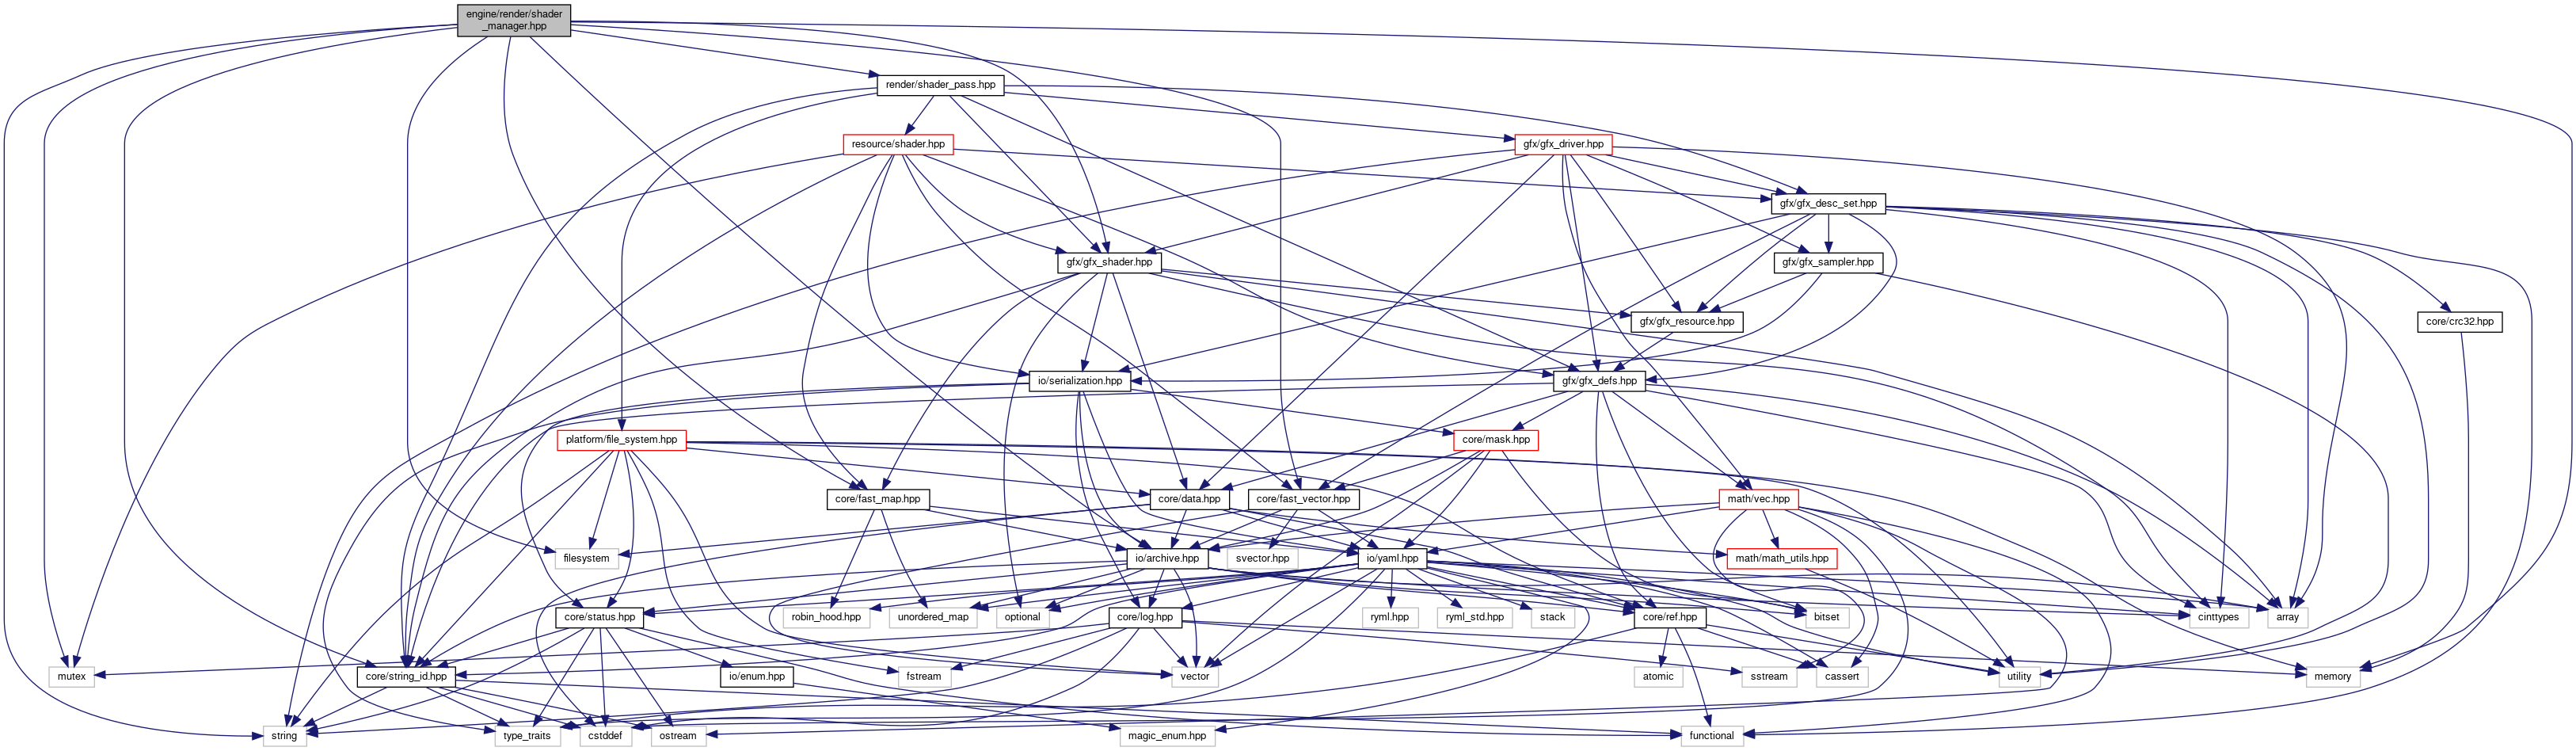 engine/render/shader
_manager.hpp
render/shader_pass.hpp
resource/shader.hpp
gfx/gfx_driver.hpp
gfx/gfx_desc_set.hpp
gfx/gfx_shader.hpp
gfx/gfx_sampler.hpp
gfx/gfx_resource.hpp
core/crc32.hpp
io/serialization.hpp
gfx/gfx_defs.hpp
platform/file_system.hpp
core/mask.hpp
core/fast_map.hpp
core/data.hpp
core/fast_vector.hpp
math/vec.hpp
filesystem
io/archive.hpp
svector.hpp
io/yaml.hpp
math/math_utils.hpp
core/status.hpp
robin_hood.hpp
unordered_map
optional
core/log.hpp
ryml.hpp
ryml_std.hpp
stack
core/ref.hpp
bitset
cinttypes
array
mutex
core/string_id.hpp
io/enum.hpp
fstream
vector
atomic
sstream
cassert
utility
memory
string
type_traits
cstddef
ostream
magic_enum.hpp
functional